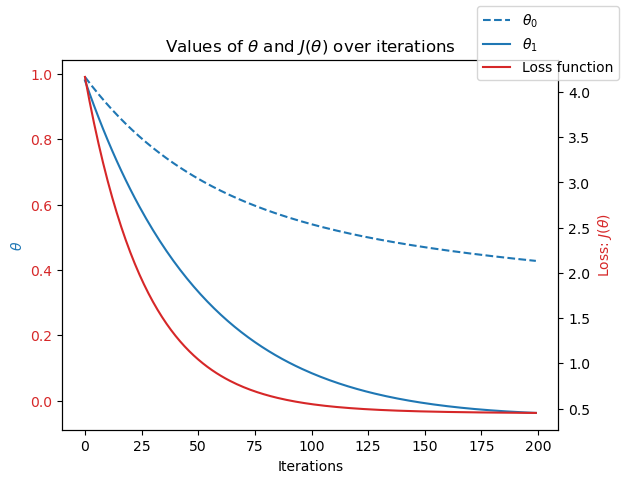 θ₀
θ₁
Loss function
Values of θ and J(θ) over iterations
1.0
0.8
0.6
0.4
0.2
0.0
θ
4.0
3.5
3.0
2.5
2.0
1.5
1.0
0.5
Loss: J(θ)
0 25 50 75 100 125 150 175 200
Iterations